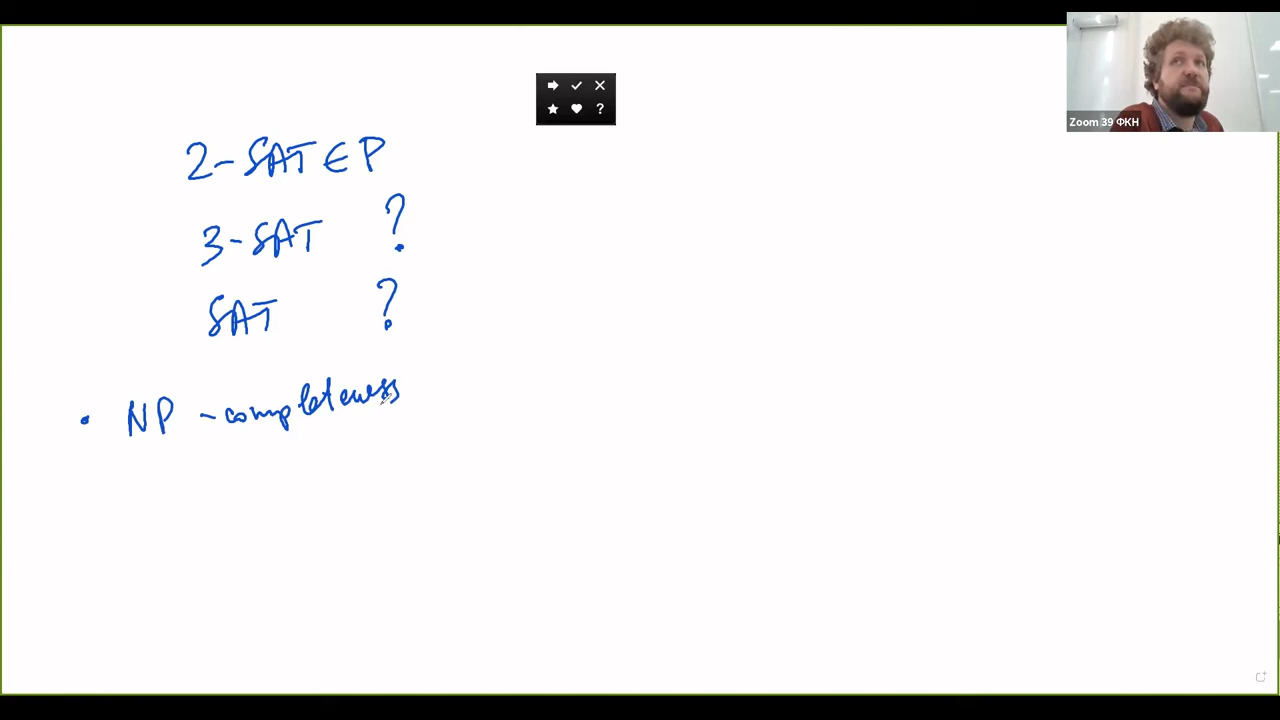 2-SAT ∈ P
3-SAT ?
SAT ?
• NP - completeness
Zoom 39 ФКН